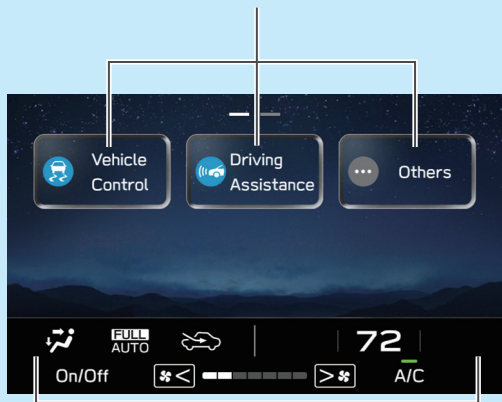 Vehicle
Control
Driving
Assistance
Others
FULL
AUTO
72
On/Off
<
>
A/C